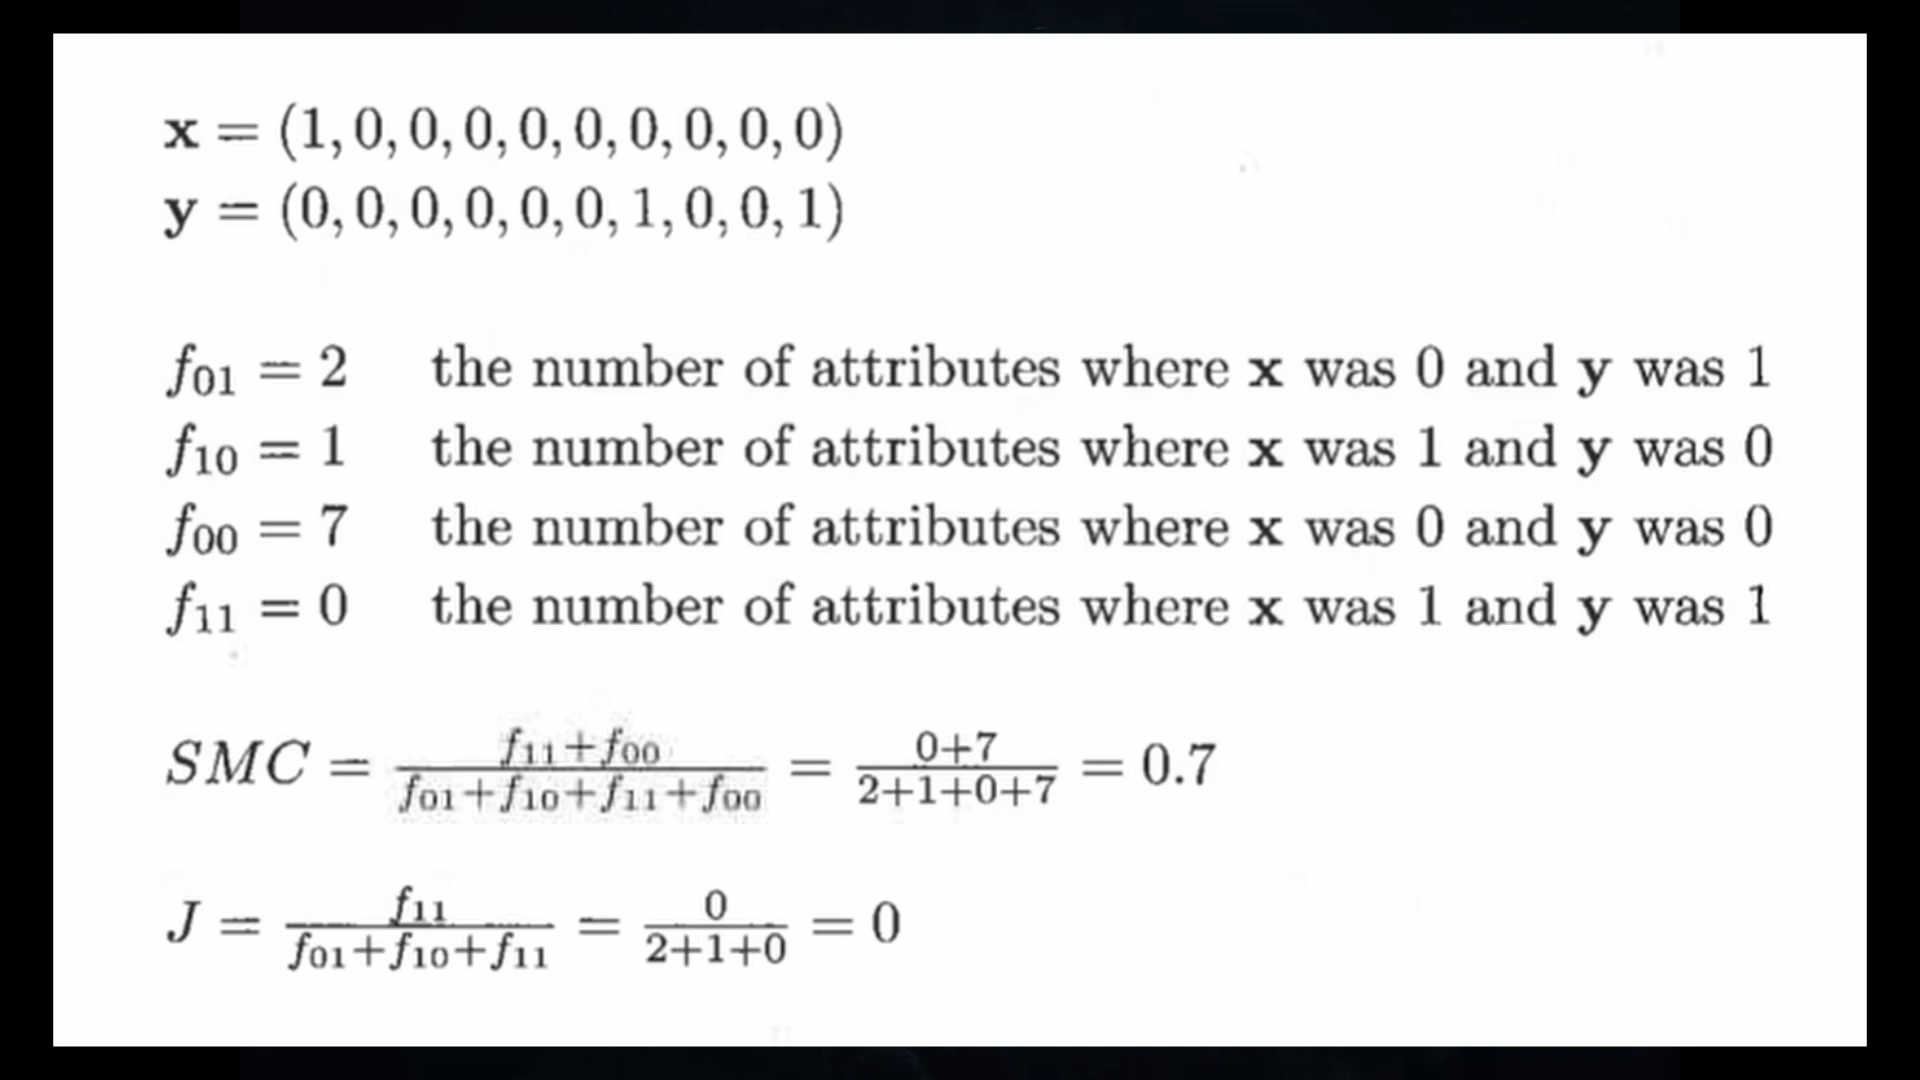 x = (1, 0, 0, 0, 0, 0, 0, 0, 0, 0)
y = (0, 0, 0, 0, 0, 0, 1, 0, 0, 1)
f01 = 2 the number of attributes where x was 0 and y was 1
f10 = 1 the number of attributes where x was 1 and y was 0
f00 = 7 the number of attributes where x was 0 and y was 0
f11 = 0 the number of attributes where x was 1 and y was 1
SMC = (f11+f00)/(f01+f10+f11+f00) = (0+7)/(2+1+0+7) = 0.7
J = f11/(f01+f10+f11) = 0/(2+1+0) = 0